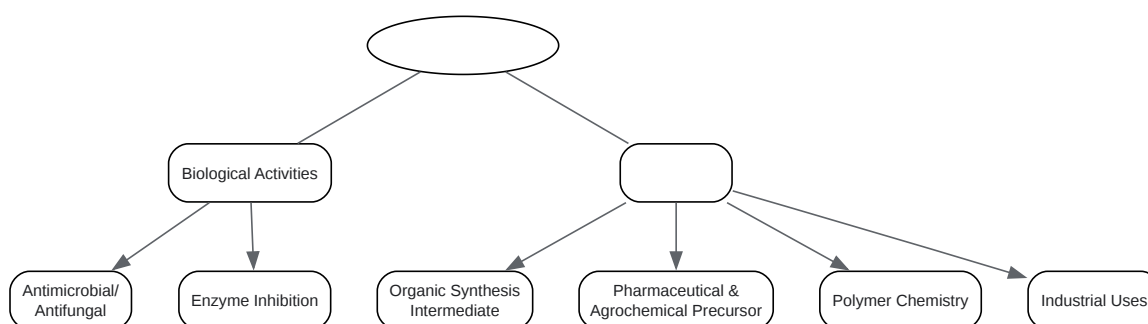 Biological Activities
Antimicrobial/
Antifungal
Enzyme Inhibition
Organic Synthesis
Intermediate
Pharmaceutical &
Agrochemical Precursor
Polymer Chemistry
Industrial Uses